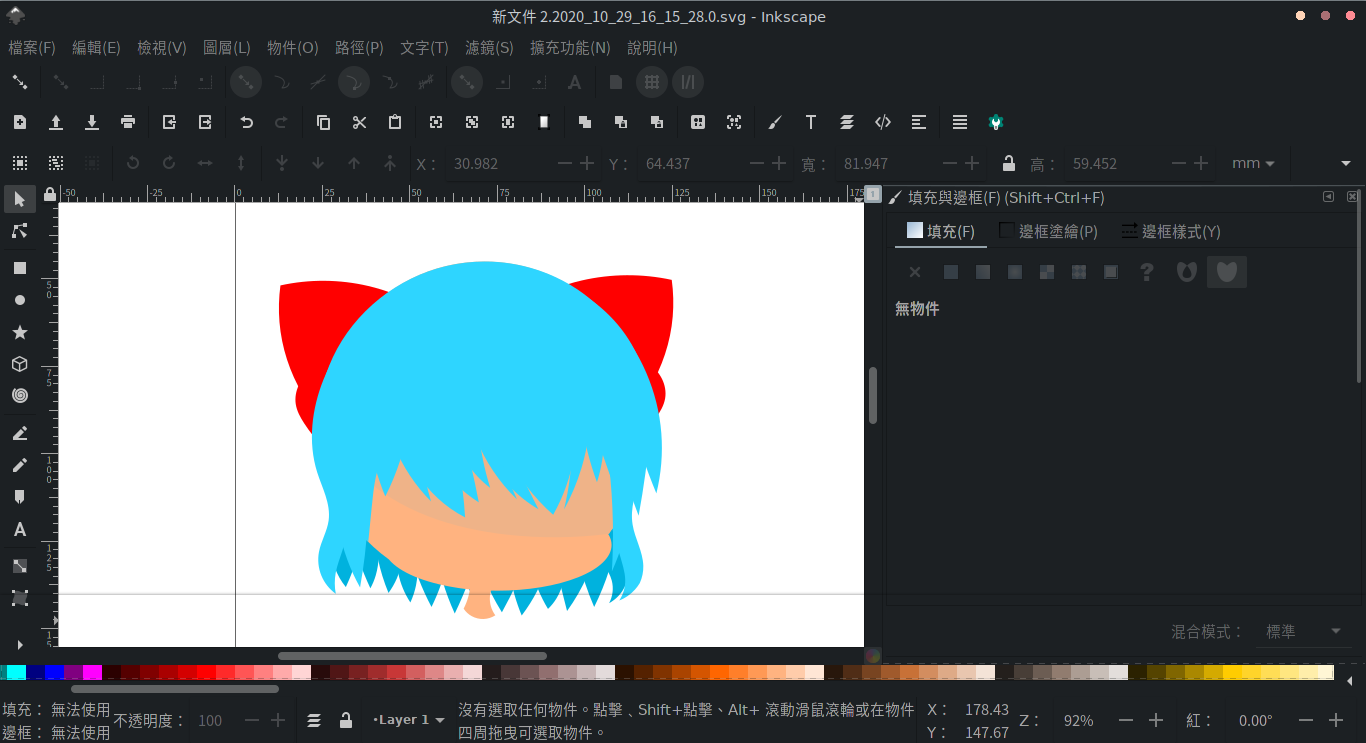 新文件 2.2020_10_29_16_15_28.0.svg - Inkscape
檔案(F) 編輯(E) 檢視(V) 圖層(L) 物件(O) 路徑(P) 文字(T) 濾鏡(S) 擴充功能(N) 說明(H)
X： 30.982 Y： 64.437 寬： 81.947 高： 59.452 mm
-50 -25 0 25 50 75 100 125 150 175
1
填充與邊框(F) (Shift+Ctrl+F)
填充(F) 邊框塗繪(P) 邊框樣式(Y)
無物件
50
75
100
125
15
混合模式： 標準
填充： 無法使用
邊框： 無法使用
不透明度： 100
•Layer 1
沒有選取任何物件。點擊﹑Shift+點擊、Alt+ 滾動滑鼠滾輪或在物件
四周拖曳可選取物件。
X： 178.43
Y： 147.67
Z： 92%
紅： 0.00°